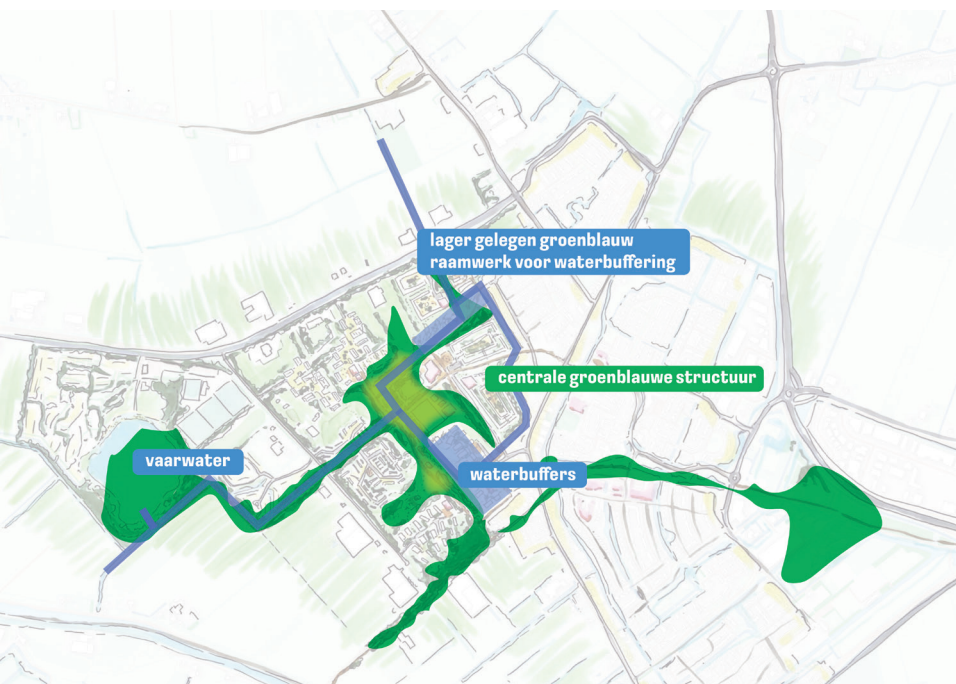 lager gelegen groenblauw
raamwerk voor waterbuffering
centrale groenblauwe structuur
vaarwater
waterbuffers